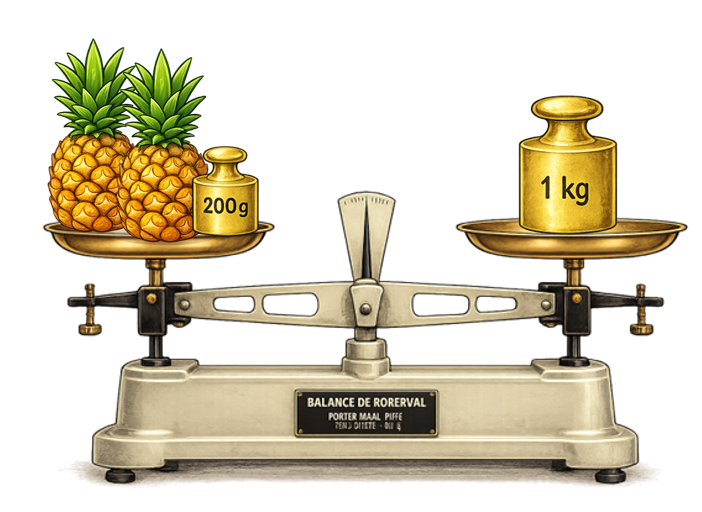 200g
1 kg
BALANCE DE RORERVAL
PORTER MAAL PIFFE